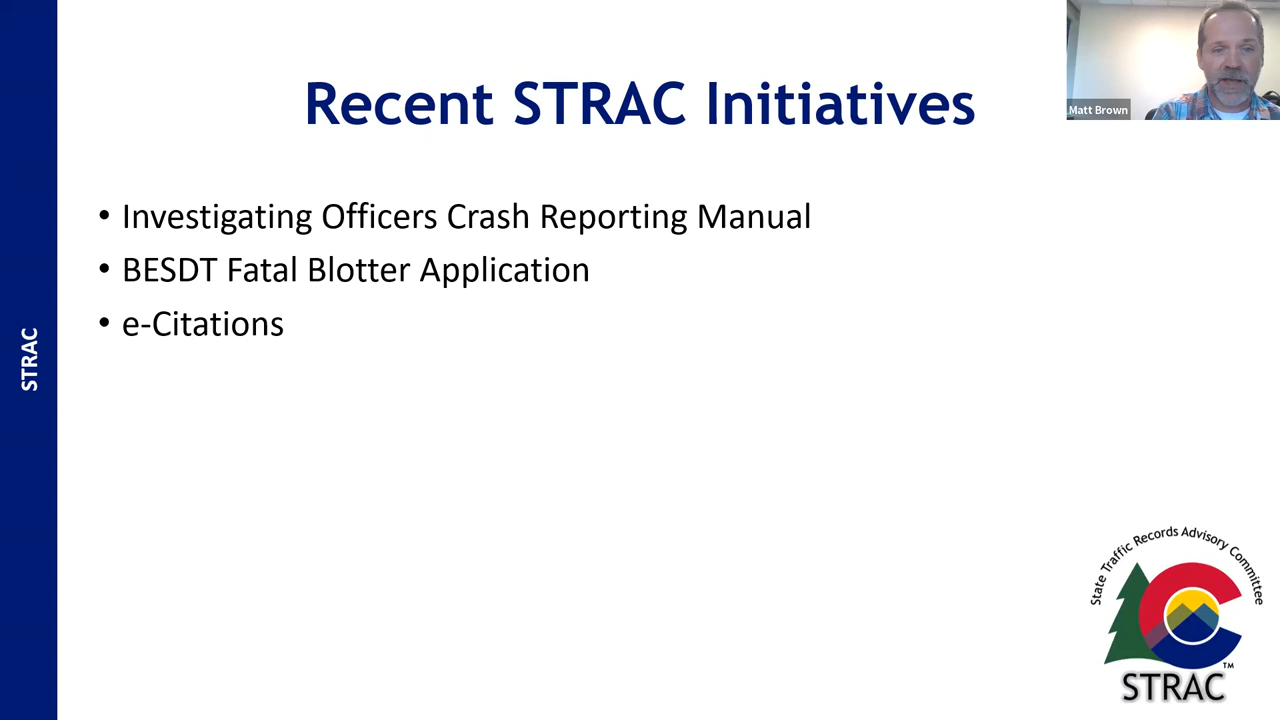 Recent STRAC Initiatives
Matt Brown
• Investigating Officers Crash Reporting Manual
• BESDT Fatal Blotter Application
• e-Citations
STRAC
State Traffic Records Advisory Committee
TM
STRAC